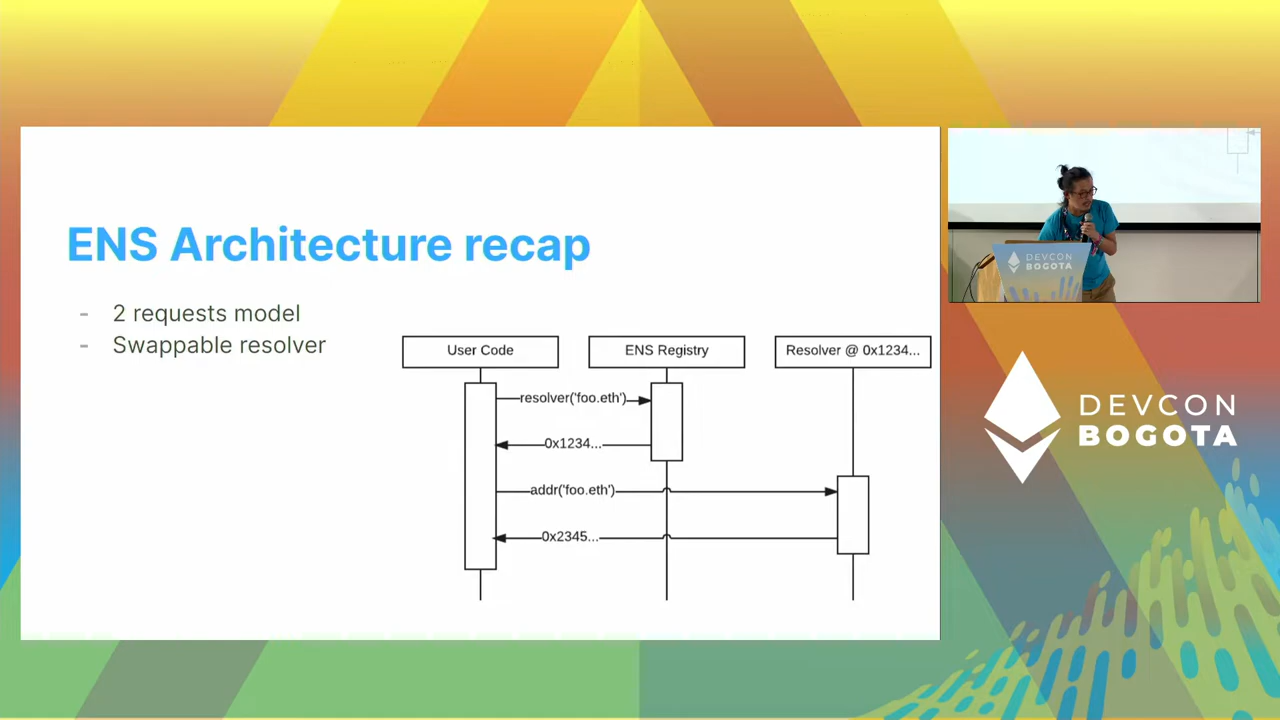 ENS Architecture recap
- 2 requests model
- Swappable resolver
User Code
ENS Registry
Resolver @ 0x1234...
resolver('foo.eth')
0x1234...
addr('foo.eth')
0x2345...
DEVCON
BOGOTA
DEVCON
BOGOTA